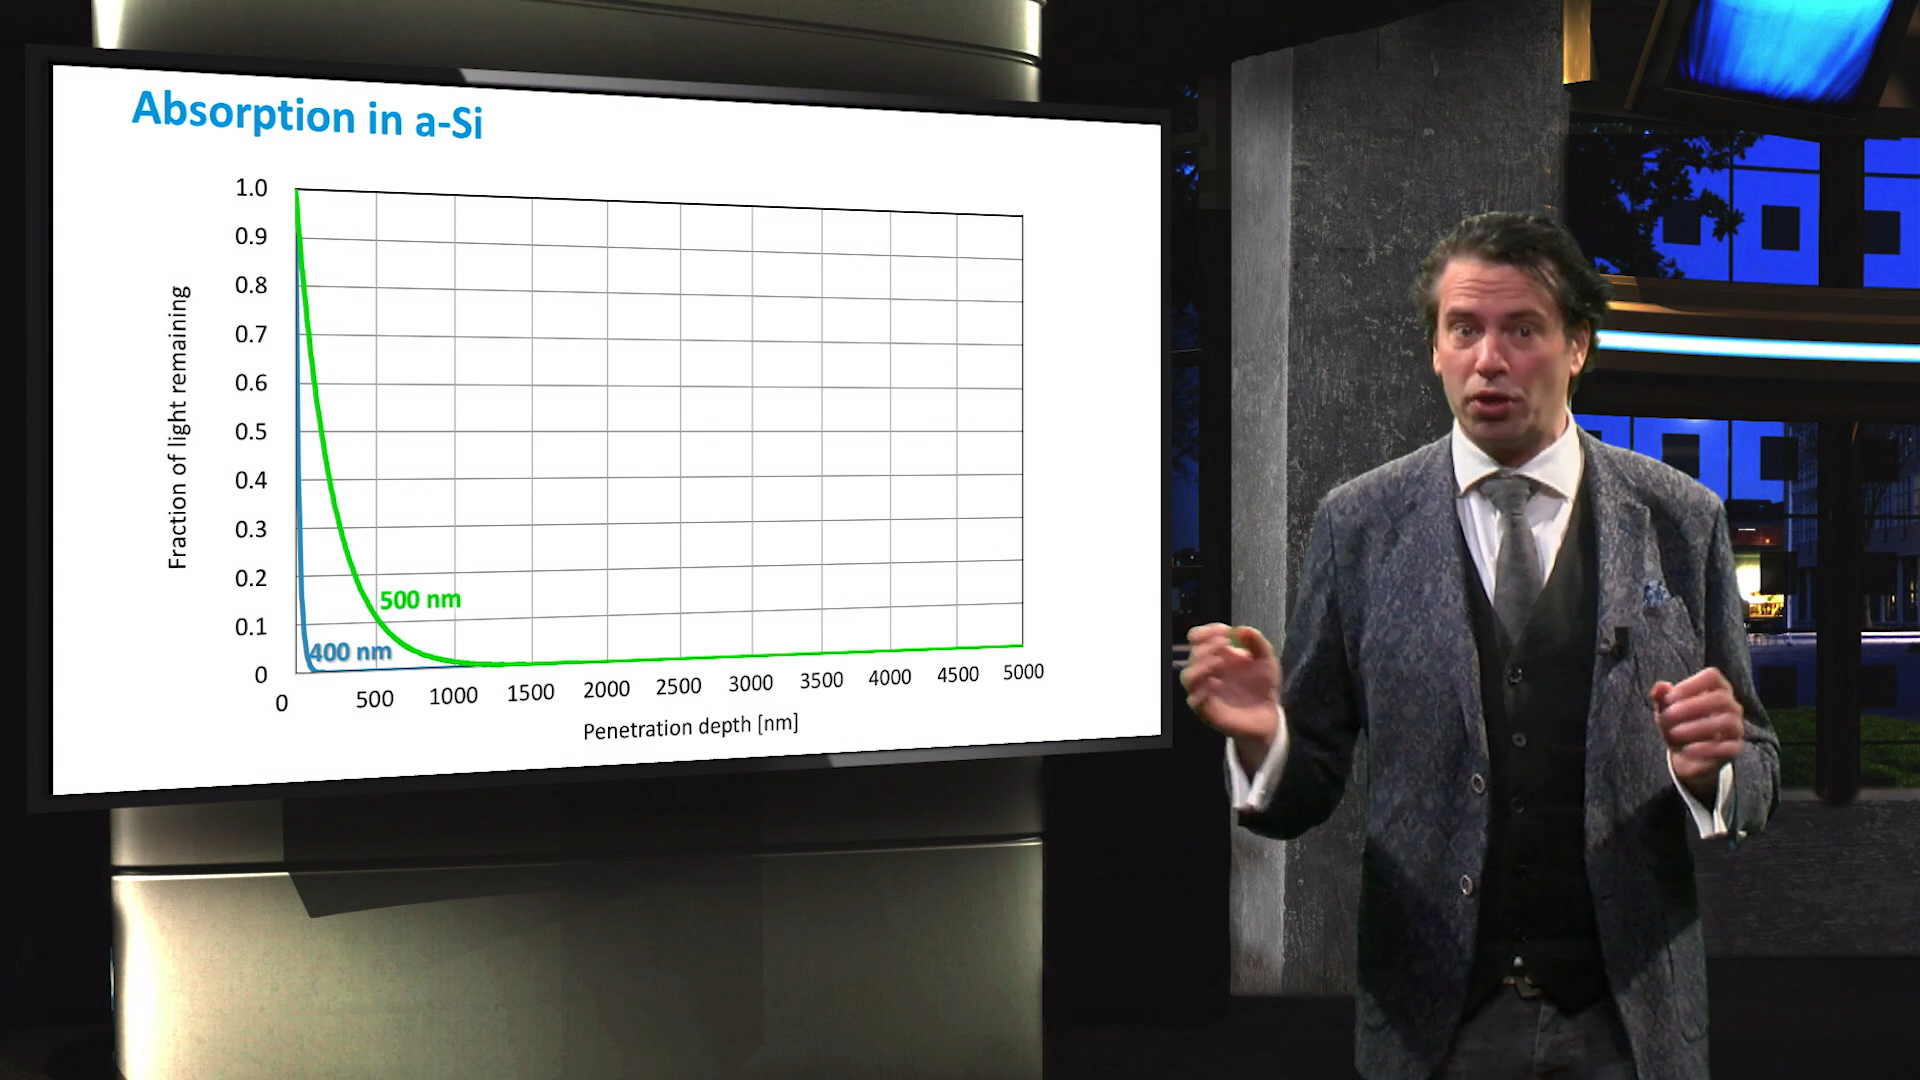 Absorption in a-Si
1.0
0.9
0.8
0.7
0.6
0.5
0.4
0.3
0.2
0.1
0
Fraction of light remaining
500 nm
400 nm
0 500 1000 1500 2000 2500 3000 3500 4000 4500 5000
Penetration depth [nm]